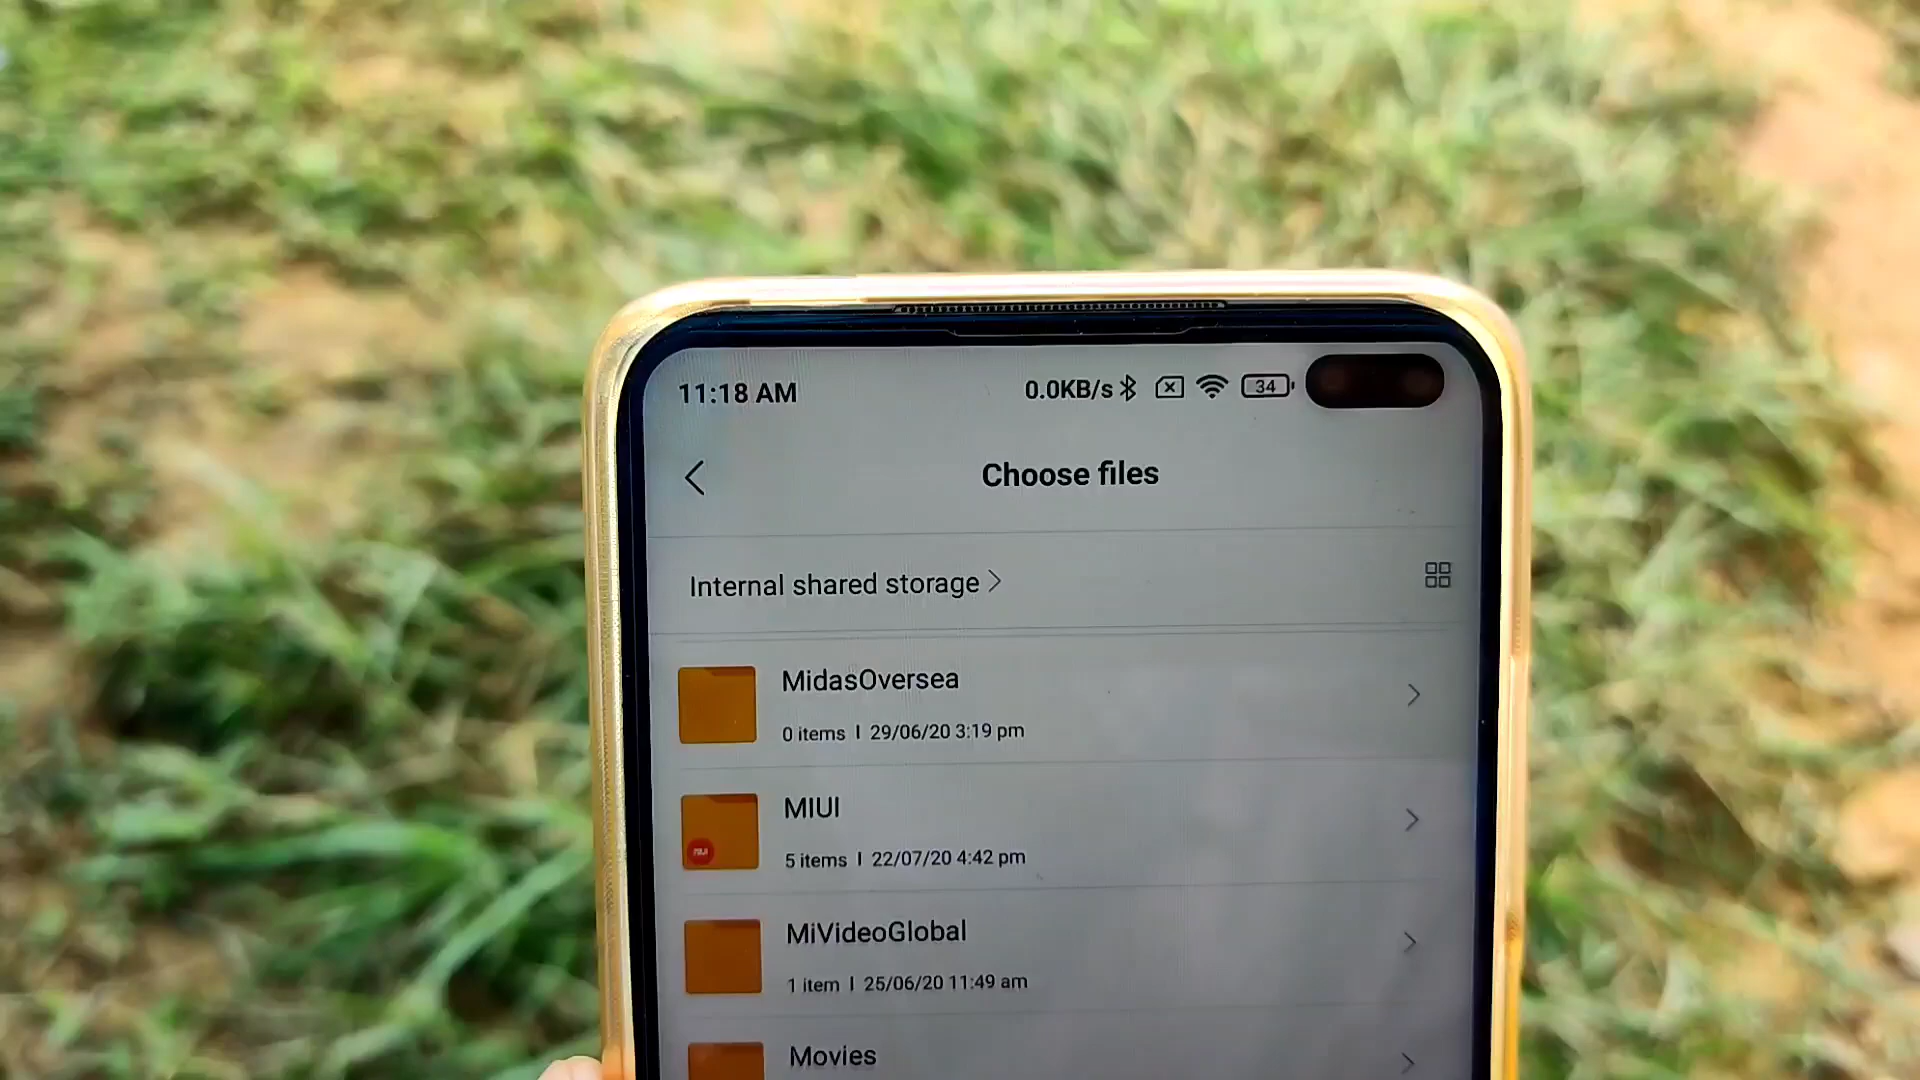 11:18 AM 0.0KB/s 34
Choose files
Internal shared storage
MidasOversea
0 items | 29/06/20 3:19 pm
MIUI
5 items | 22/07/20 4:42 pm
MiVideoGlobal
1 item | 25/06/20 11:49 am
Movies